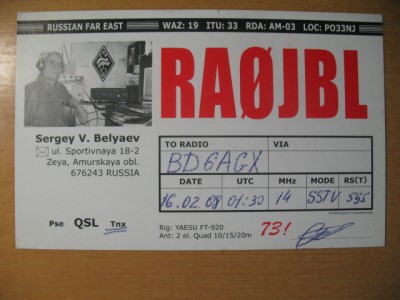 RUSSIAN FAR EAST WAZ: 19 ITU: 33 RDA: AM-03 LOC: PO33NJ
RAØJBL
Sergey V. Belyaev
ul. Sportivnaya 18-2
Zeya, Amurskaya obl.
676243 RUSSIA
TO RADIO VIA
BD6AGX
DATE UTC MHz MODE RS(T)
16.02.08 01:30 14 SSTV 595
Pse QSL Tnx
Rig: YAESU FT-920
Ant: 2 el. Quad 10/15/20m
73!